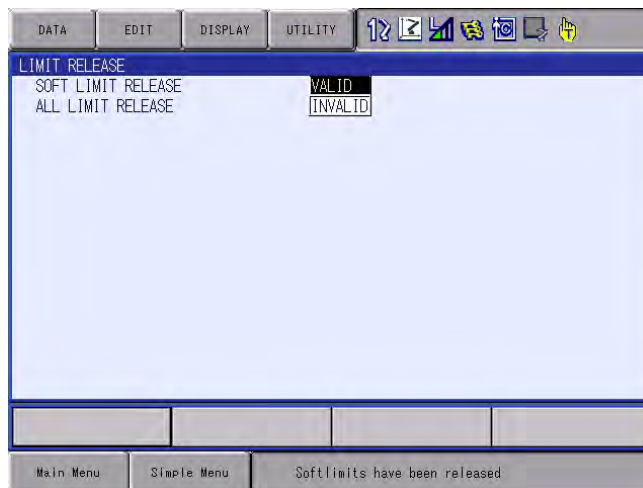 DATA EDIT DISPLAY UTILITY
LIMIT RELEASE
SOFT LIMIT RELEASE VALID
ALL LIMIT RELEASE INVALID
Main Menu Simple Menu Softlimits have been released